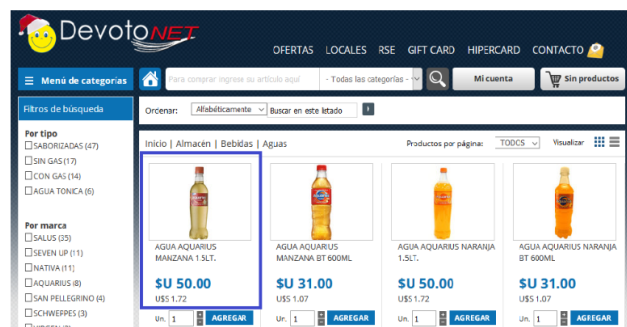 DevotoNET
OFERTAS LOCALES RSE GIFT CARD HIPERCARD CONTACTO
Menú de categorías
Para comprar ingrese su artículo aquí
- Todas las categorías -
Mi cuenta
Sin productos
Filtros de búsqueda
Ordenar: Alfabéticamente Buscar en este listado
Por tipo
SABORIZADAS (47)
SIN GAS (17)
CON GAS (14)
AGUA TONICA (6)
Por marca
SALUS (35)
SEVEN UP (11)
NATIVA (11)
AQUARIUS (8)
SAN PELLEGRINO (4)
SCHWEPPES (3)
Inicio | Almacén | Bebidas | Aguas
Productos por página: TODOS Visualizar
AGUA AQUARIUS
MANZANA 1.5LT.
$U 50.00
U$S 1.72
Un. 1 AGREGAR
AGUA AQUARIUS
MANZANA BT 600ML
$U 31.00
U$S 1.07
Un. 1 AGREGAR
AGUA AQUARIUS NARANJA
1.5LT.
$U 50.00
U$S 1.72
Un. 1 AGREGAR
AGUA AQUARIUS NARANJA
BT 600ML
$U 31.00
U$S 1.07
Un. 1 AGREGAR